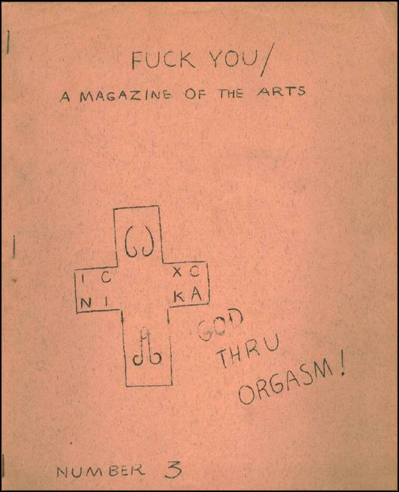 FUCK YOU/
A MAGAZINE OF THE ARTS
IC XC
NI KA
GOD
THRU
ORGASM!
NUMBER 3